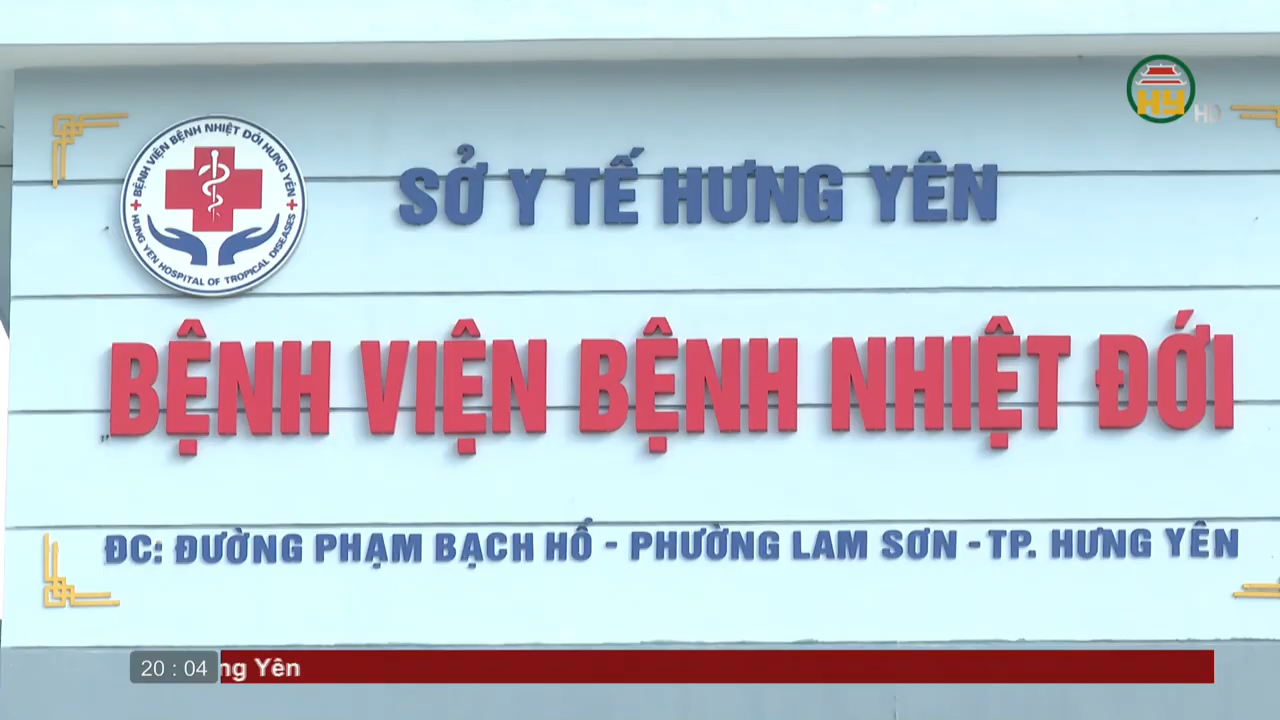 HY HD
BỆNH VIỆN BỆNH NHIỆT ĐỚI HƯNG YÊN
HUNG YEN HOSPITAL OF TROPICAL DISEASES
SỞ Y TẾ HƯNG YÊN
BỆNH VIỆN BỆNH NHIỆT ĐỚI
ĐC: ĐƯỜNG PHẠM BẠCH HỔ - PHƯỜNG LAM SƠN - TP. HƯNG YÊN
20 : 04 ng Yên